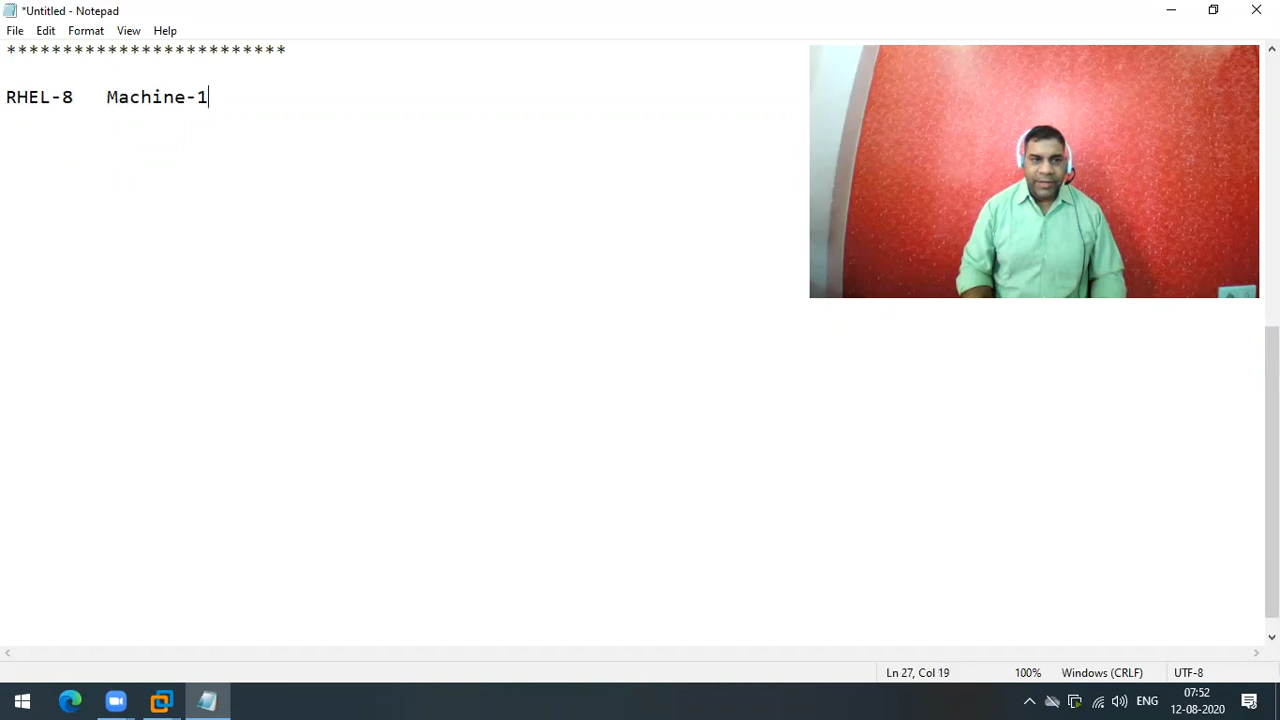 *Untitled - Notepad
File Edit Format View Help
*************************
RHEL-8 Machine-1
Ln 27, Col 19 100% Windows (CRLF) UTF-8
ENG
07:52
12-08-2020